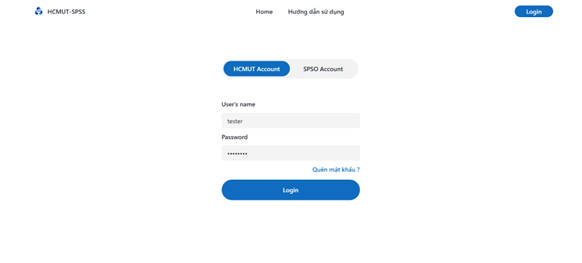 HCMUT-SPSS Home Hướng dẫn sử dụng Login
HCMUT Account SPSO Account
User's name
tester
Password
••••••••
Quên mật khẩu ?
Login